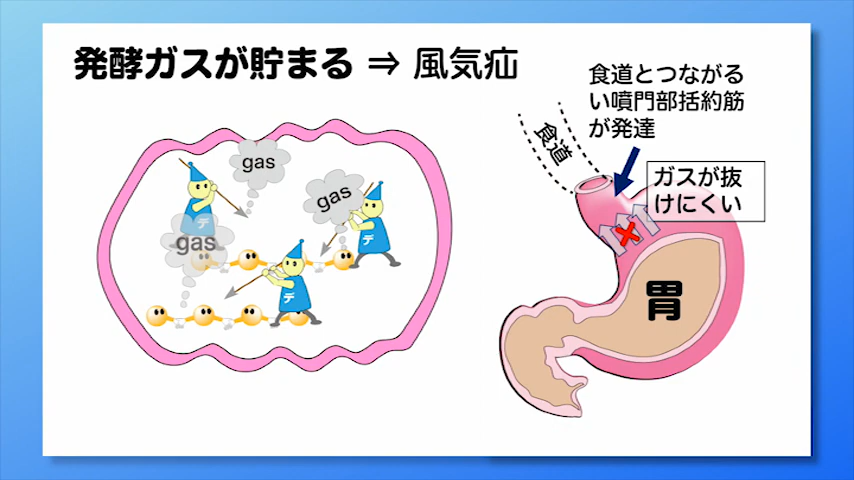 発酵ガスが貯まる ⇒ 風気疝
食道とつながる
い噴門部括約筋
が発達
食道
ガスが抜
けにくい
gas
gas
gas
デ
デ
デ
胃